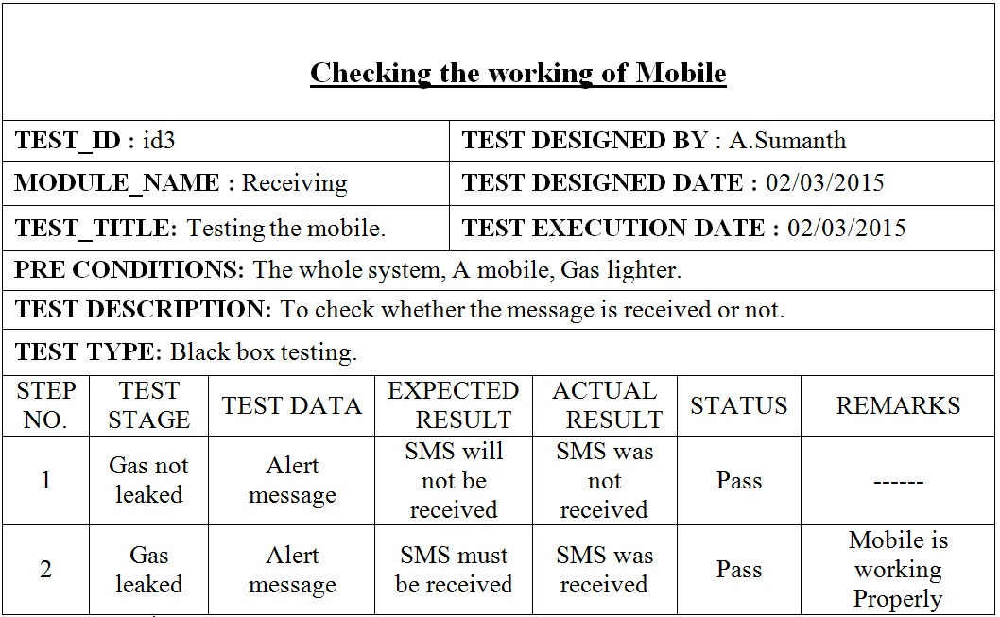 Checking the working of Mobile
TEST_ID : id3
TEST DESIGNED BY : A.Sumanth
MODULE_NAME : Receiving
TEST DESIGNED DATE : 02/03/2015
TEST_TITLE: Testing the mobile.
TEST EXECUTION DATE : 02/03/2015
PRE CONDITIONS: The whole system, A mobile, Gas lighter.
TEST DESCRIPTION: To check whether the message is received or not.
TEST TYPE: Black box testing.
STEP
NO.
TEST
STAGE
TEST DATA
EXPECTED
RESULT
ACTUAL
RESULT
STATUS
REMARKS
1
Gas not
leaked
Alert
message
SMS will
not be
received
SMS was
not
received
Pass
------
2
Gas
leaked
Alert
message
SMS must
be received
SMS was
received
Pass
Mobile is
working
Properly